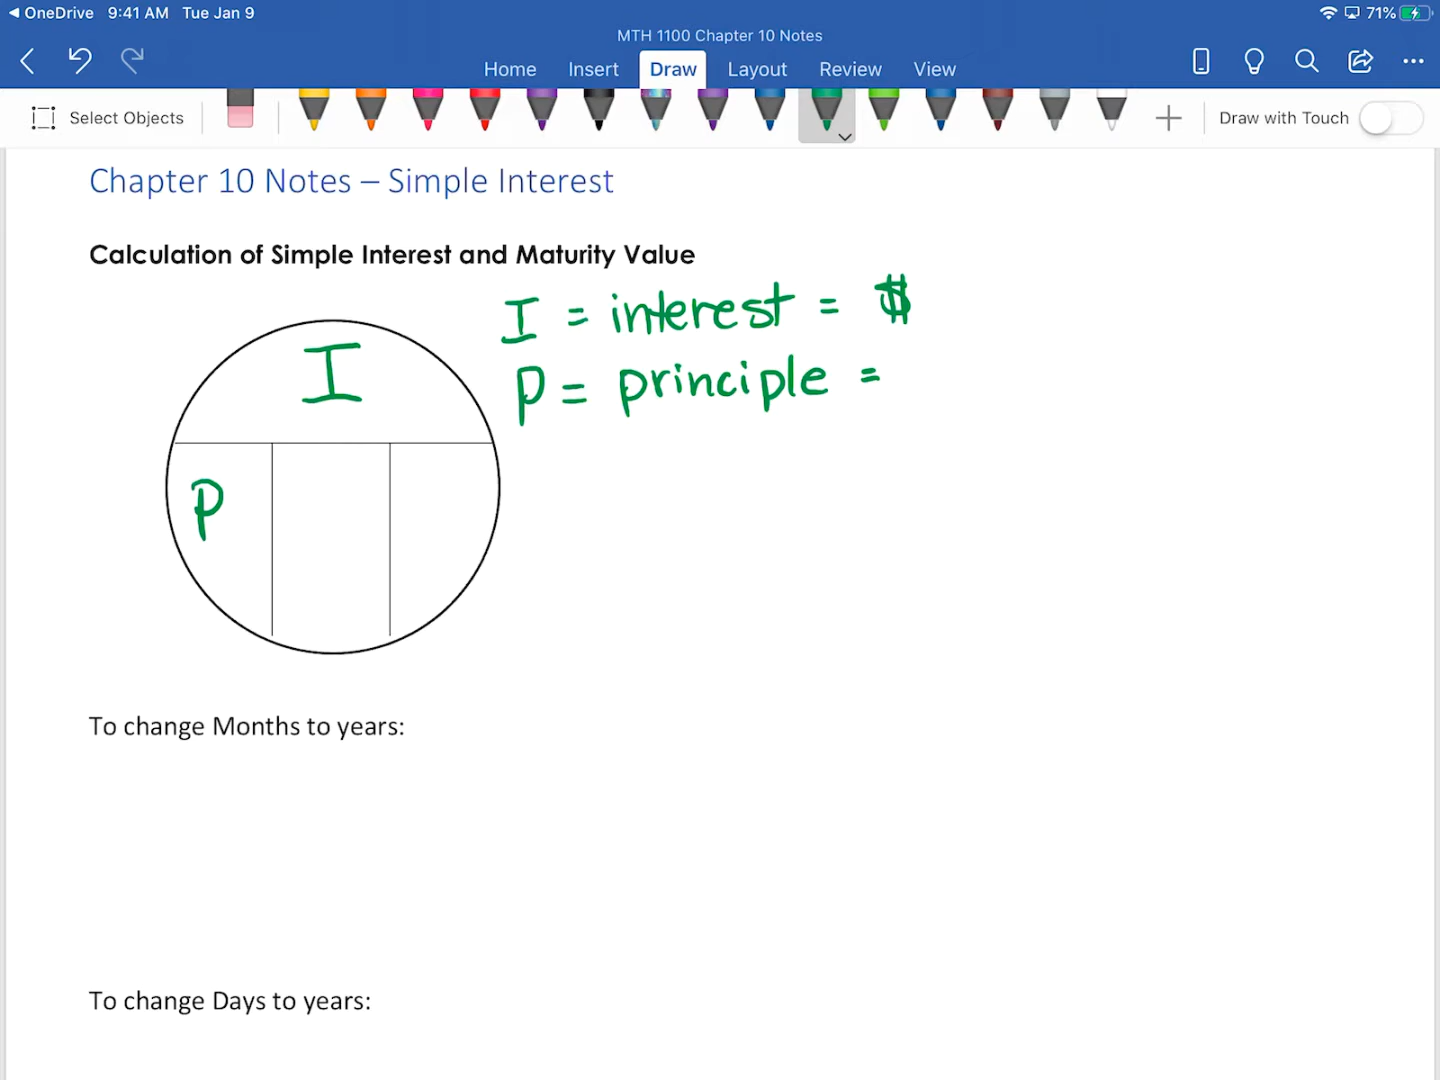 OneDrive 9:41 AM Tue Jan 9 71%
MTH 1100 Chapter 10 Notes
Home Insert Draw Layout Review View
Select Objects Draw with Touch
Chapter 10 Notes – Simple Interest
Calculation of Simple Interest and Maturity Value
I = interest = $
P = principle =
I
P
To change Months to years:
To change Days to years: